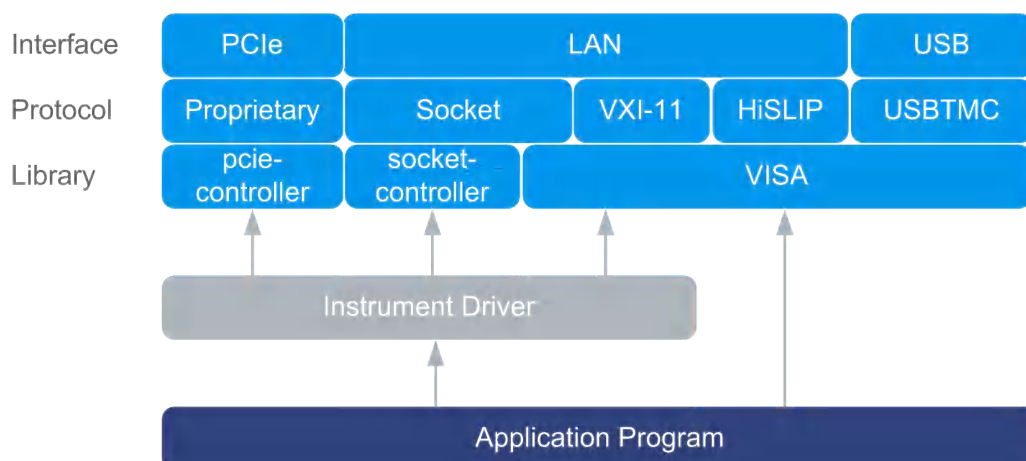 Interface PCIe LAN USB
Protocol Proprietary Socket VXI-11 HiSLIP USBTMC
Library pcie-
controller socket-
controller VISA
Instrument Driver
Application Program